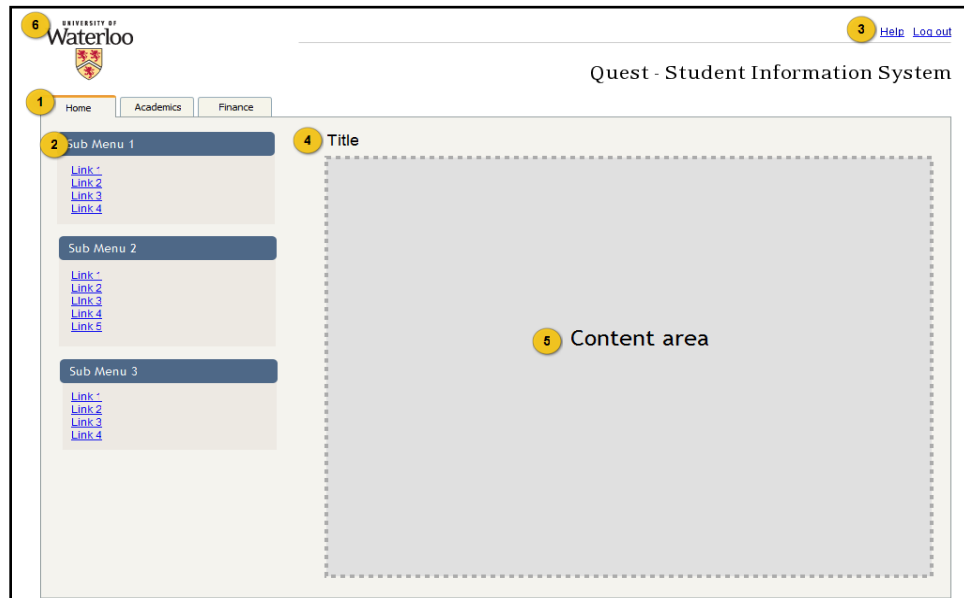 6
UNIVERSITY OF
Waterloo
3 Help Log out
Quest - Student Information System
1 Home Academics Finance
2 Sub Menu 1
Link 1
Link 2
Link 3
Link 4
Sub Menu 2
Link 1
Link 2
LInk 3
Link 4
Link 5
Sub Menu 3
Link 1
Link 2
Link 3
Link 4
4 Title
5 Content area